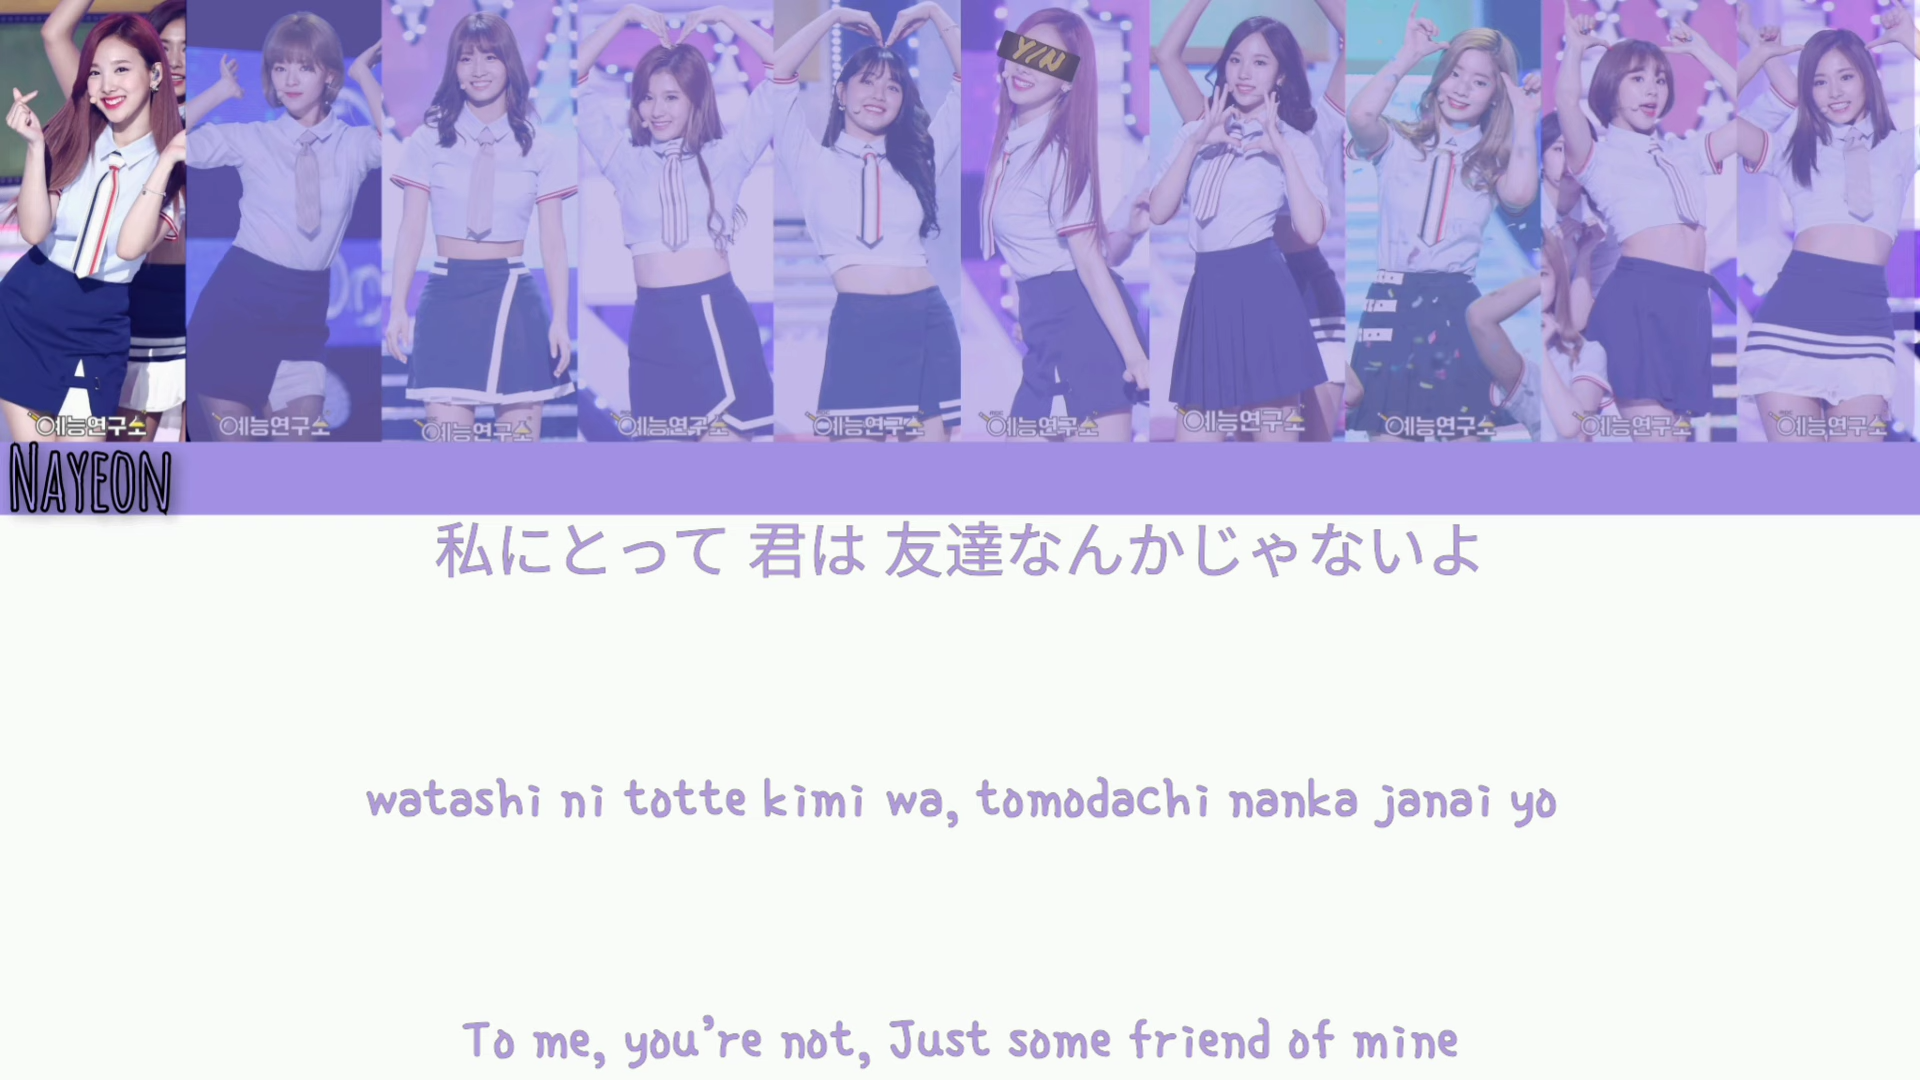 Y/N
예능연구소 예능연구소 예능연구소 예능연구소 예능연구소 예능연구소 예능연구소 예능연구소 예능연구소 예능연구소
NAYEON
私にとって 君は 友達なんかじゃないよ
watashi ni totte kimi wa, tomodachi nanka janai yo
To me, you're not, Just some friend of mine